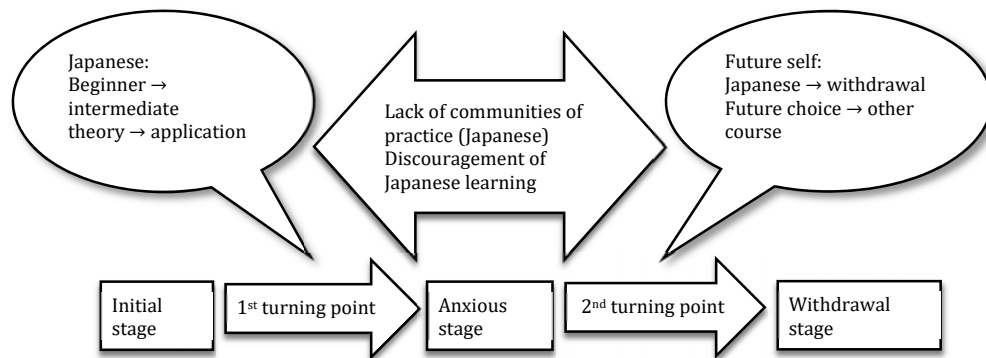 Japanese:
Beginner →
intermediate
theory → application
Lack of communities of
practice (Japanese)
Discouragement of
Japanese learning
Future self:
Japanese → withdrawal
Future choice → other
course
Initial
stage
1st turning point
Anxious
stage
2nd turning point
Withdrawal
stage